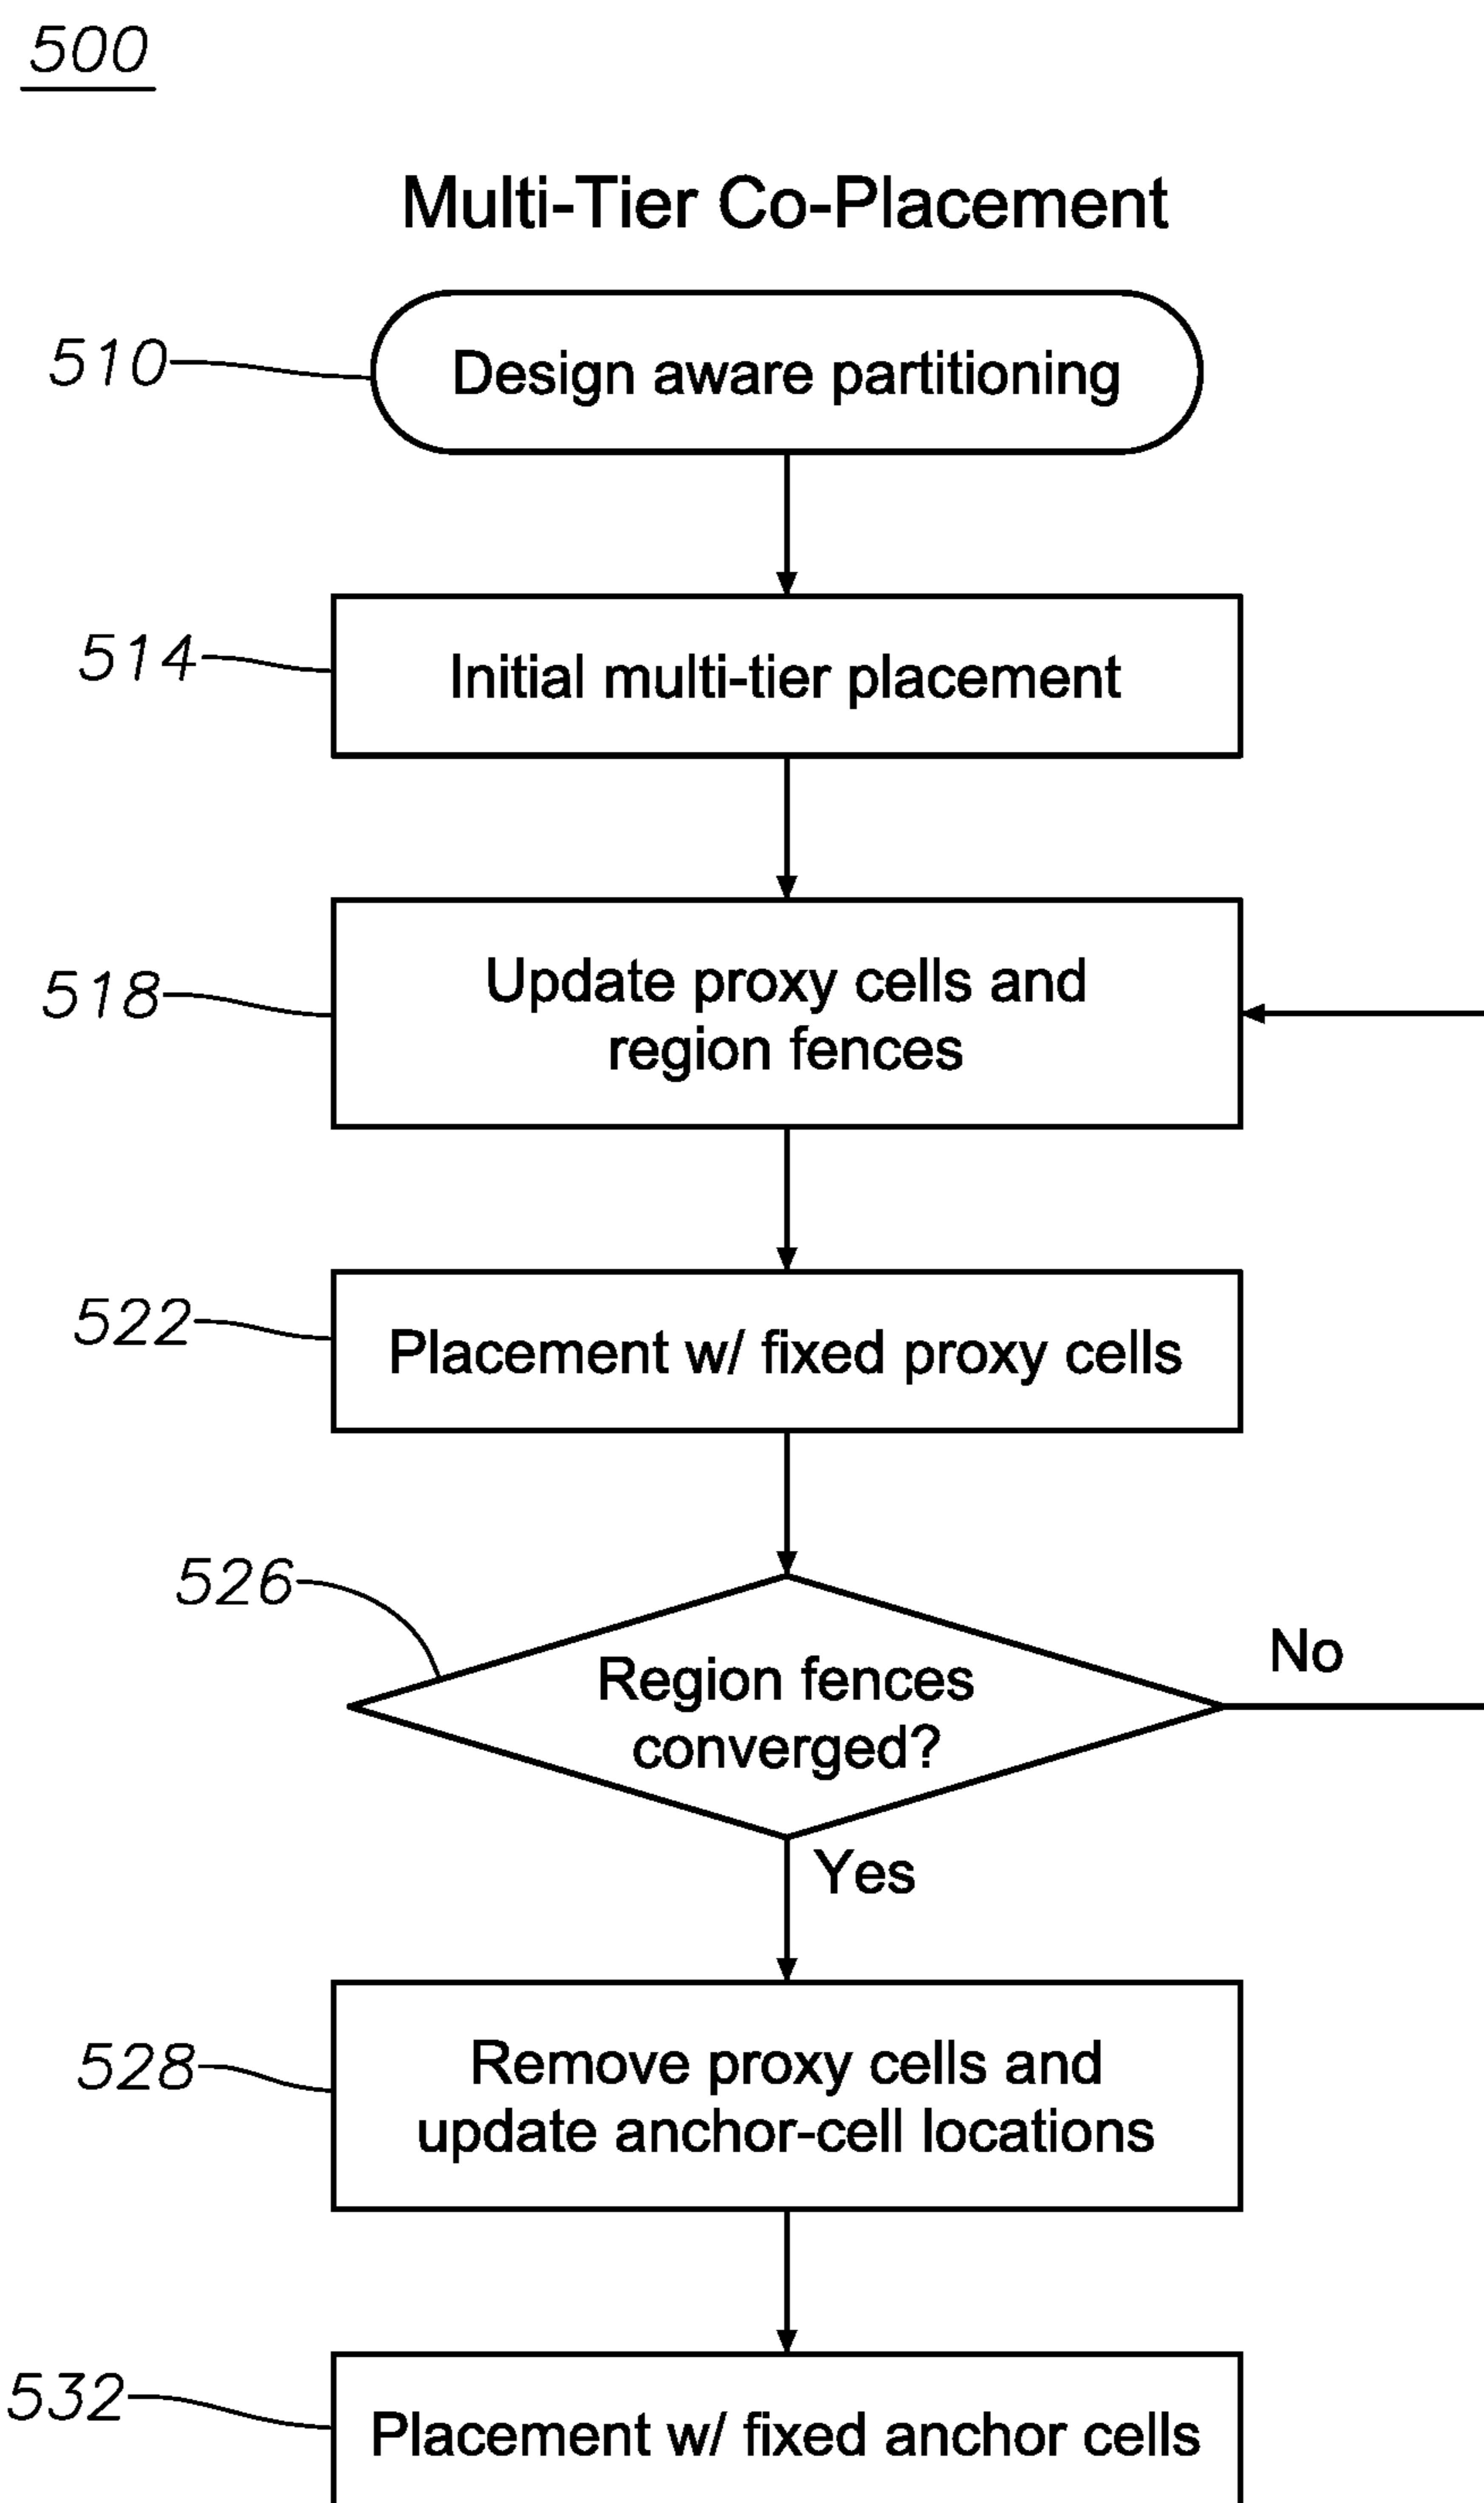 500
Multi-Tier Co-Placement
510
Design aware partitioning
514
Initial multi-tier placement
518
Update proxy cells and
region fences
522
Placement w/ fixed proxy cells
526
Region fences
converged?
No
Yes
528
Remove proxy cells and
update anchor-cell locations
532
Placement w/ fixed anchor cells